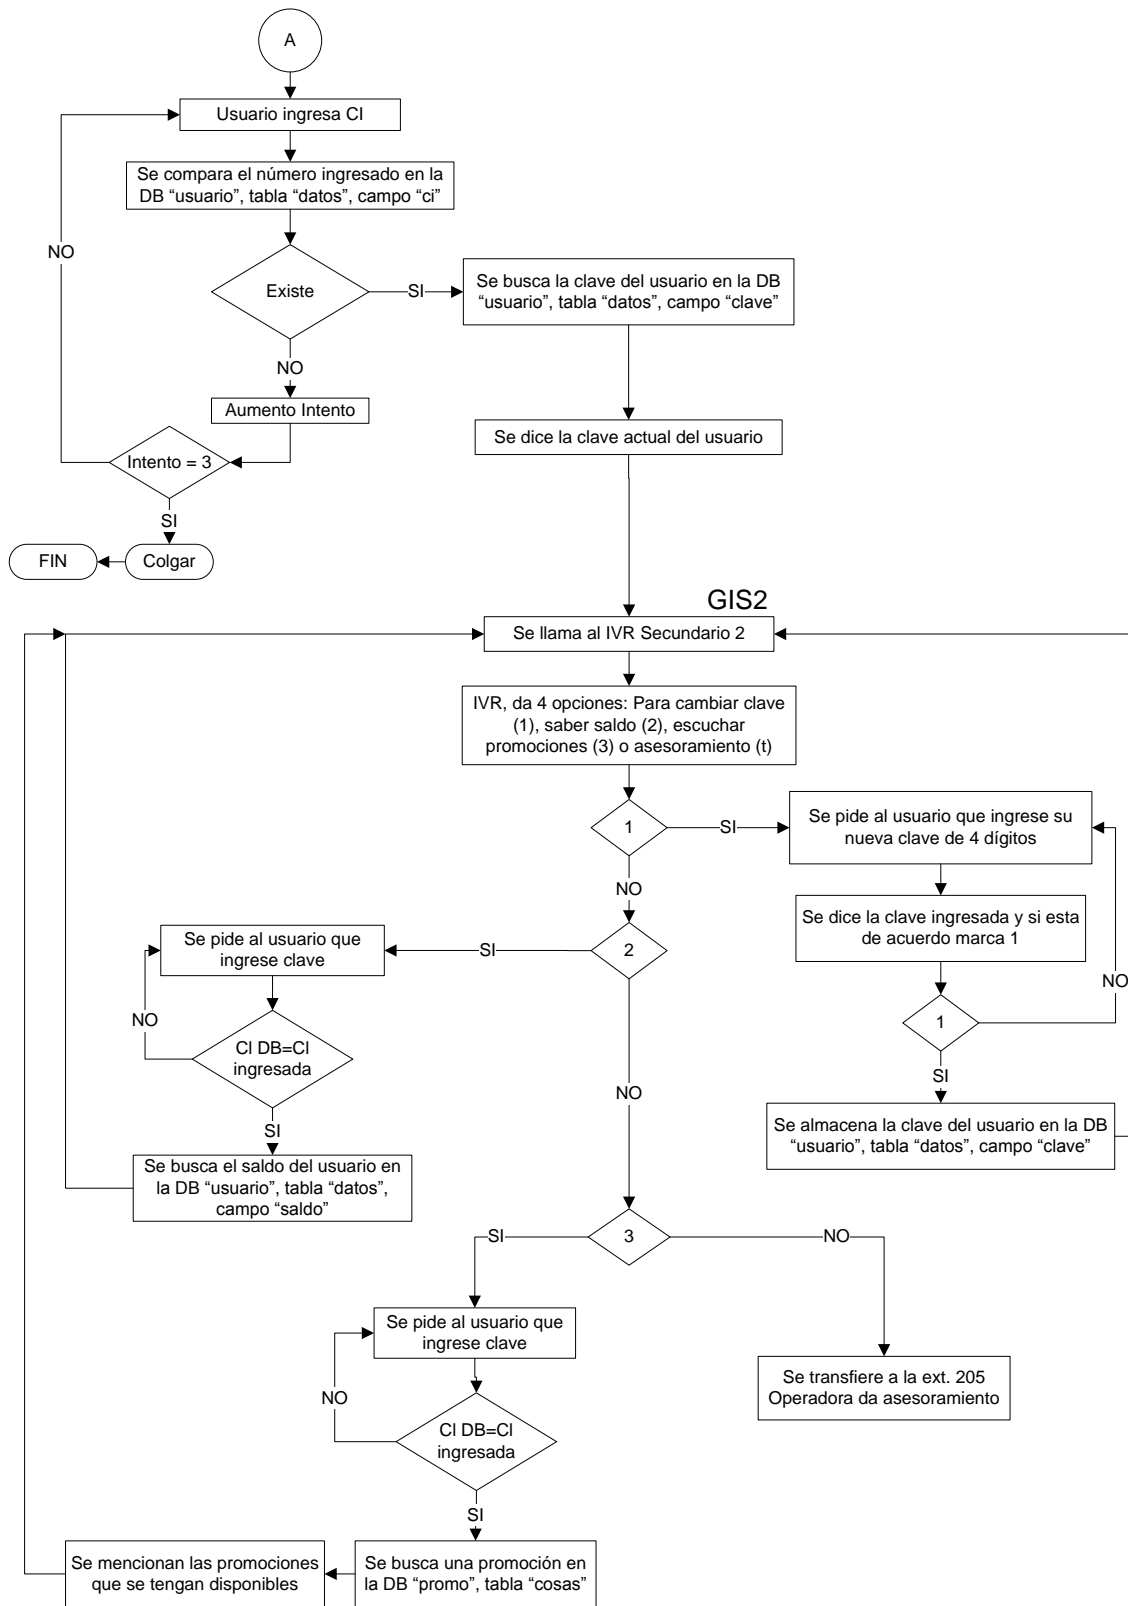 A
Usuario ingresa CI
Se compara el número ingresado en la
DB “usuario”, tabla “datos”, campo “ci”
NO
Existe
SI
Se busca la clave del usuario en la DB
“usuario”, tabla “datos”, campo “clave”
NO
Aumento Intento
Se dice la clave actual del usuario
Intento = 3
SI
FIN
Colgar
GIS2
Se llama al IVR Secundario 2
IVR, da 4 opciones: Para cambiar clave
(1), saber saldo (2), escuchar
promociones (3) o asesoramiento (t)
1
SI
Se pide al usuario que ingrese su
nueva clave de 4 dígitos
NO
Se dice la clave ingresada y si esta
de acuerdo marca 1
Se pide al usuario que
ingrese clave
SI
2
NO
1
NO
Cl DB=Cl
ingresada
SI
NO
SI
Se almacena la clave del usuario en la DB
“usuario”, tabla “datos”, campo “clave”
Se busca el saldo del usuario en
la DB “usuario”, tabla “datos”,
campo “saldo”
SI
3
NO
Se pide al usuario que
ingrese clave
Se transfiere a la ext. 205
Operadora da asesoramiento
NO
Cl DB=Cl
ingresada
SI
Se mencionan las promociones
que se tengan disponibles
Se busca una promoción en
la DB “promo”, tabla “cosas”